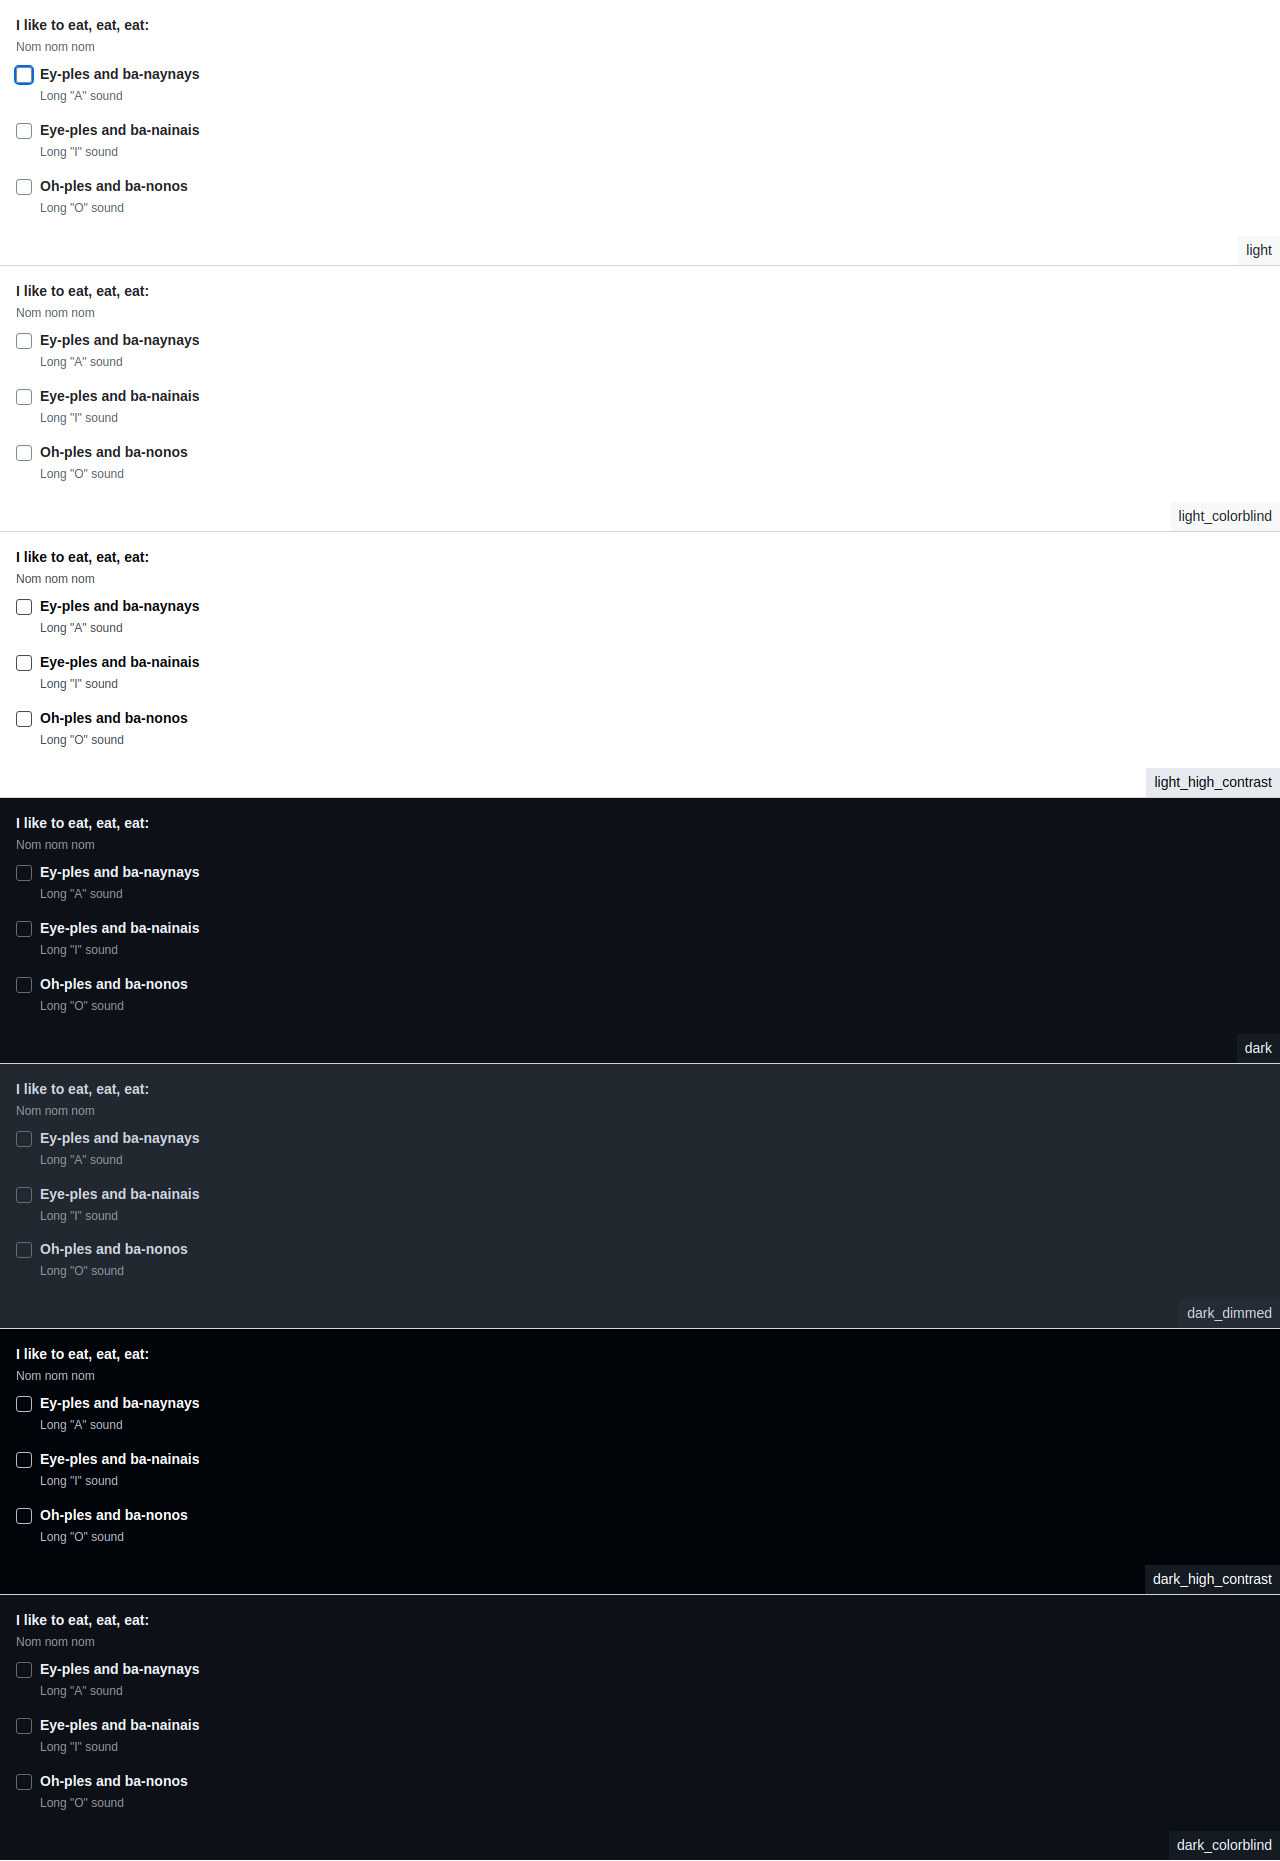 I like to eat, eat, eat:
Nom nom nom
Ey-ples and ba-naynays
Long "A" sound
Eye-ples and ba-nainais
Long "I" sound
Oh-ples and ba-nonos
Long "O" sound
light
I like to eat, eat, eat:
Nom nom nom
Ey-ples and ba-naynays
Long "A" sound
Eye-ples and ba-nainais
Long "I" sound
Oh-ples and ba-nonos
Long "O" sound
light_colorblind
I like to eat, eat, eat:
Nom nom nom
Ey-ples and ba-naynays
Long "A" sound
Eye-ples and ba-nainais
Long "I" sound
Oh-ples and ba-nonos
Long "O" sound
light_high_contrast
I like to eat, eat, eat:
Nom nom nom
Ey-ples and ba-naynays
Long "A" sound
Eye-ples and ba-nainais
Long "I" sound
Oh-ples and ba-nonos
Long "O" sound
dark
I like to eat, eat, eat:
Nom nom nom
Ey-ples and ba-naynays
Long "A" sound
Eye-ples and ba-nainais
Long "I" sound
Oh-ples and ba-nonos
Long "O" sound
dark_dimmed
I like to eat, eat, eat:
Nom nom nom
Ey-ples and ba-naynays
Long "A" sound
Eye-ples and ba-nainais
Long "I" sound
Oh-ples and ba-nonos
Long "O" sound
dark_high_contrast
I like to eat, eat, eat:
Nom nom nom
Ey-ples and ba-naynays
Long "A" sound
Eye-ples and ba-nainais
Long "I" sound
Oh-ples and ba-nonos
Long "O" sound
dark_colorblind